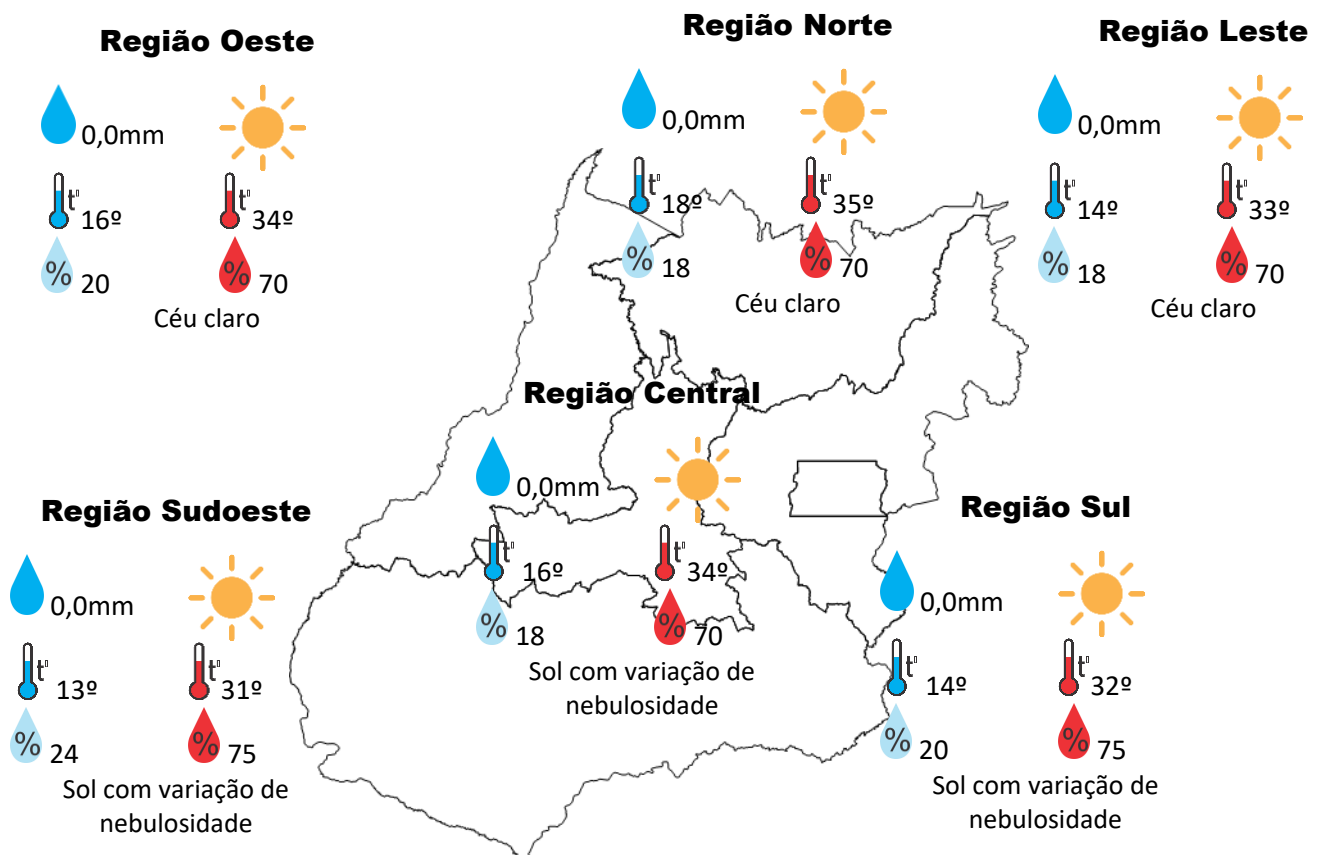 Região Oeste
0,0mm
t°
16º
t°
34º
%
20
%
70
Céu claro
Região Norte
0,0mm
t°
18º
t°
35º
%
18
%
70
Céu claro
Região Leste
0,0mm
t°
14º
t°
33º
%
18
%
70
Céu claro
Região Central
0,0mm
t°
16º
t°
34º
%
18
%
70
Sol com variação de
nebulosidade
Região Sudoeste
0,0mm
t°
13º
t°
31º
%
24
%
75
Sol com variação de
nebulosidade
Região Sul
0,0mm
t°
14º
t°
32º
%
20
%
75
Sol com variação de
nebulosidade